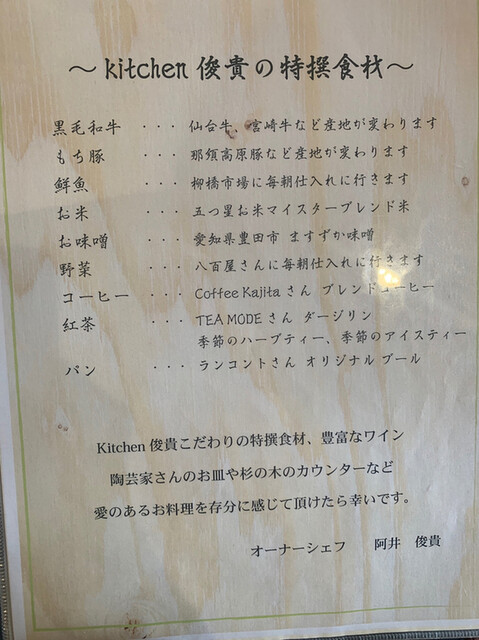 ～kitchen 俊貴の特撰食材～
黒毛和牛 ・・・ 仙台牛、宮崎牛など産地が変わります
もち豚 ・・・ 那須高原豚など産地が変わります
鮮魚 ・・・ 柳橋市場に毎朝仕入れに行きます
お米 ・・・ 五つ星お米マイスターブレンド米
お味噌 ・・・ 愛知県豊田市 ますずか味噌
野菜 ・・・ 八百屋さんに毎朝仕入れに行きます
コーヒー ・・・ Coffee Kajita さん ブレンドコーヒー
紅茶 ・・・ TEA MODE さん ダージリン
季節のハーブティー、季節のアイスティー
パン ・・・ ランコントさん オリジナル ブール
Kitchen 俊貴こだわりの特撰食材、豊富なワイン
陶芸家さんのお皿や杉の木のカウンターなど
愛のあるお料理を存分に感じて頂けたら幸いです。
オーナーシェフ 阿井 俊貴